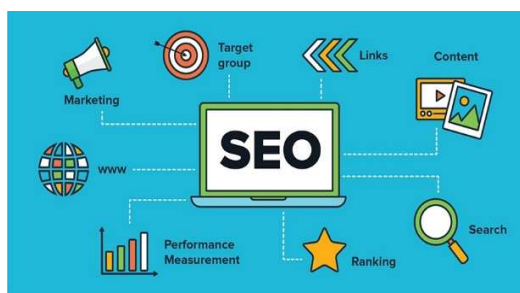 Target
group
Links
Content
Marketing
SEO
www
Search
Performance
Measurement
Ranking